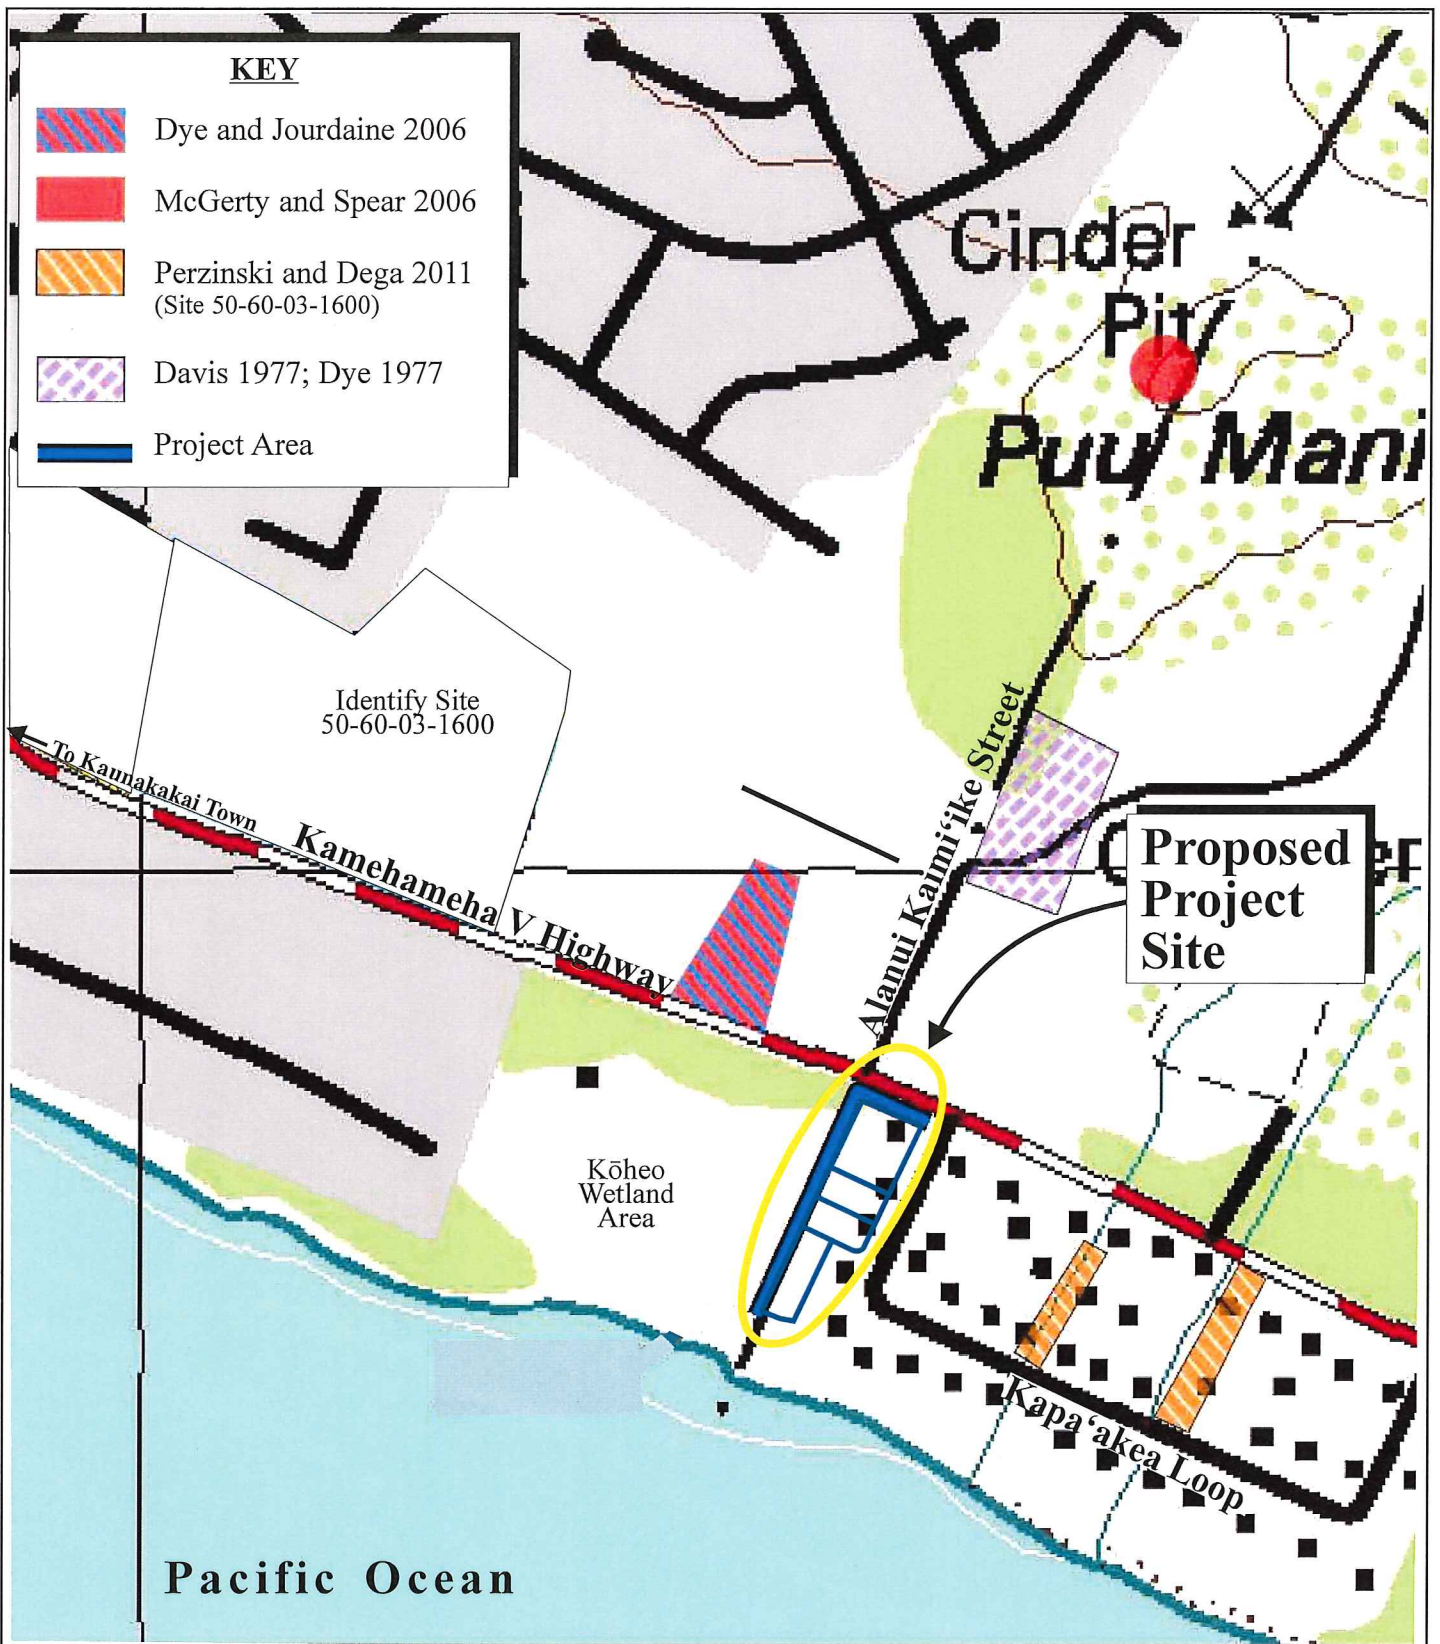 KEY
Dye and Jourdaine 2006
McGerty and Spear 2006
Perzinski and Dega 2011
(Site 50-60-03-1600)
Davis 1977; Dye 1977
Project Area
Cinder
Pit
Puu Mani
Identify Site
50-60-03-1600
To Kaunakakai Town
Kamehameha V Highway
Alanui Kami‘ike Street
Proposed
Project
Site
Kōheo
Wetland
Area
Kapa‘akea Loop
Pacific Ocean